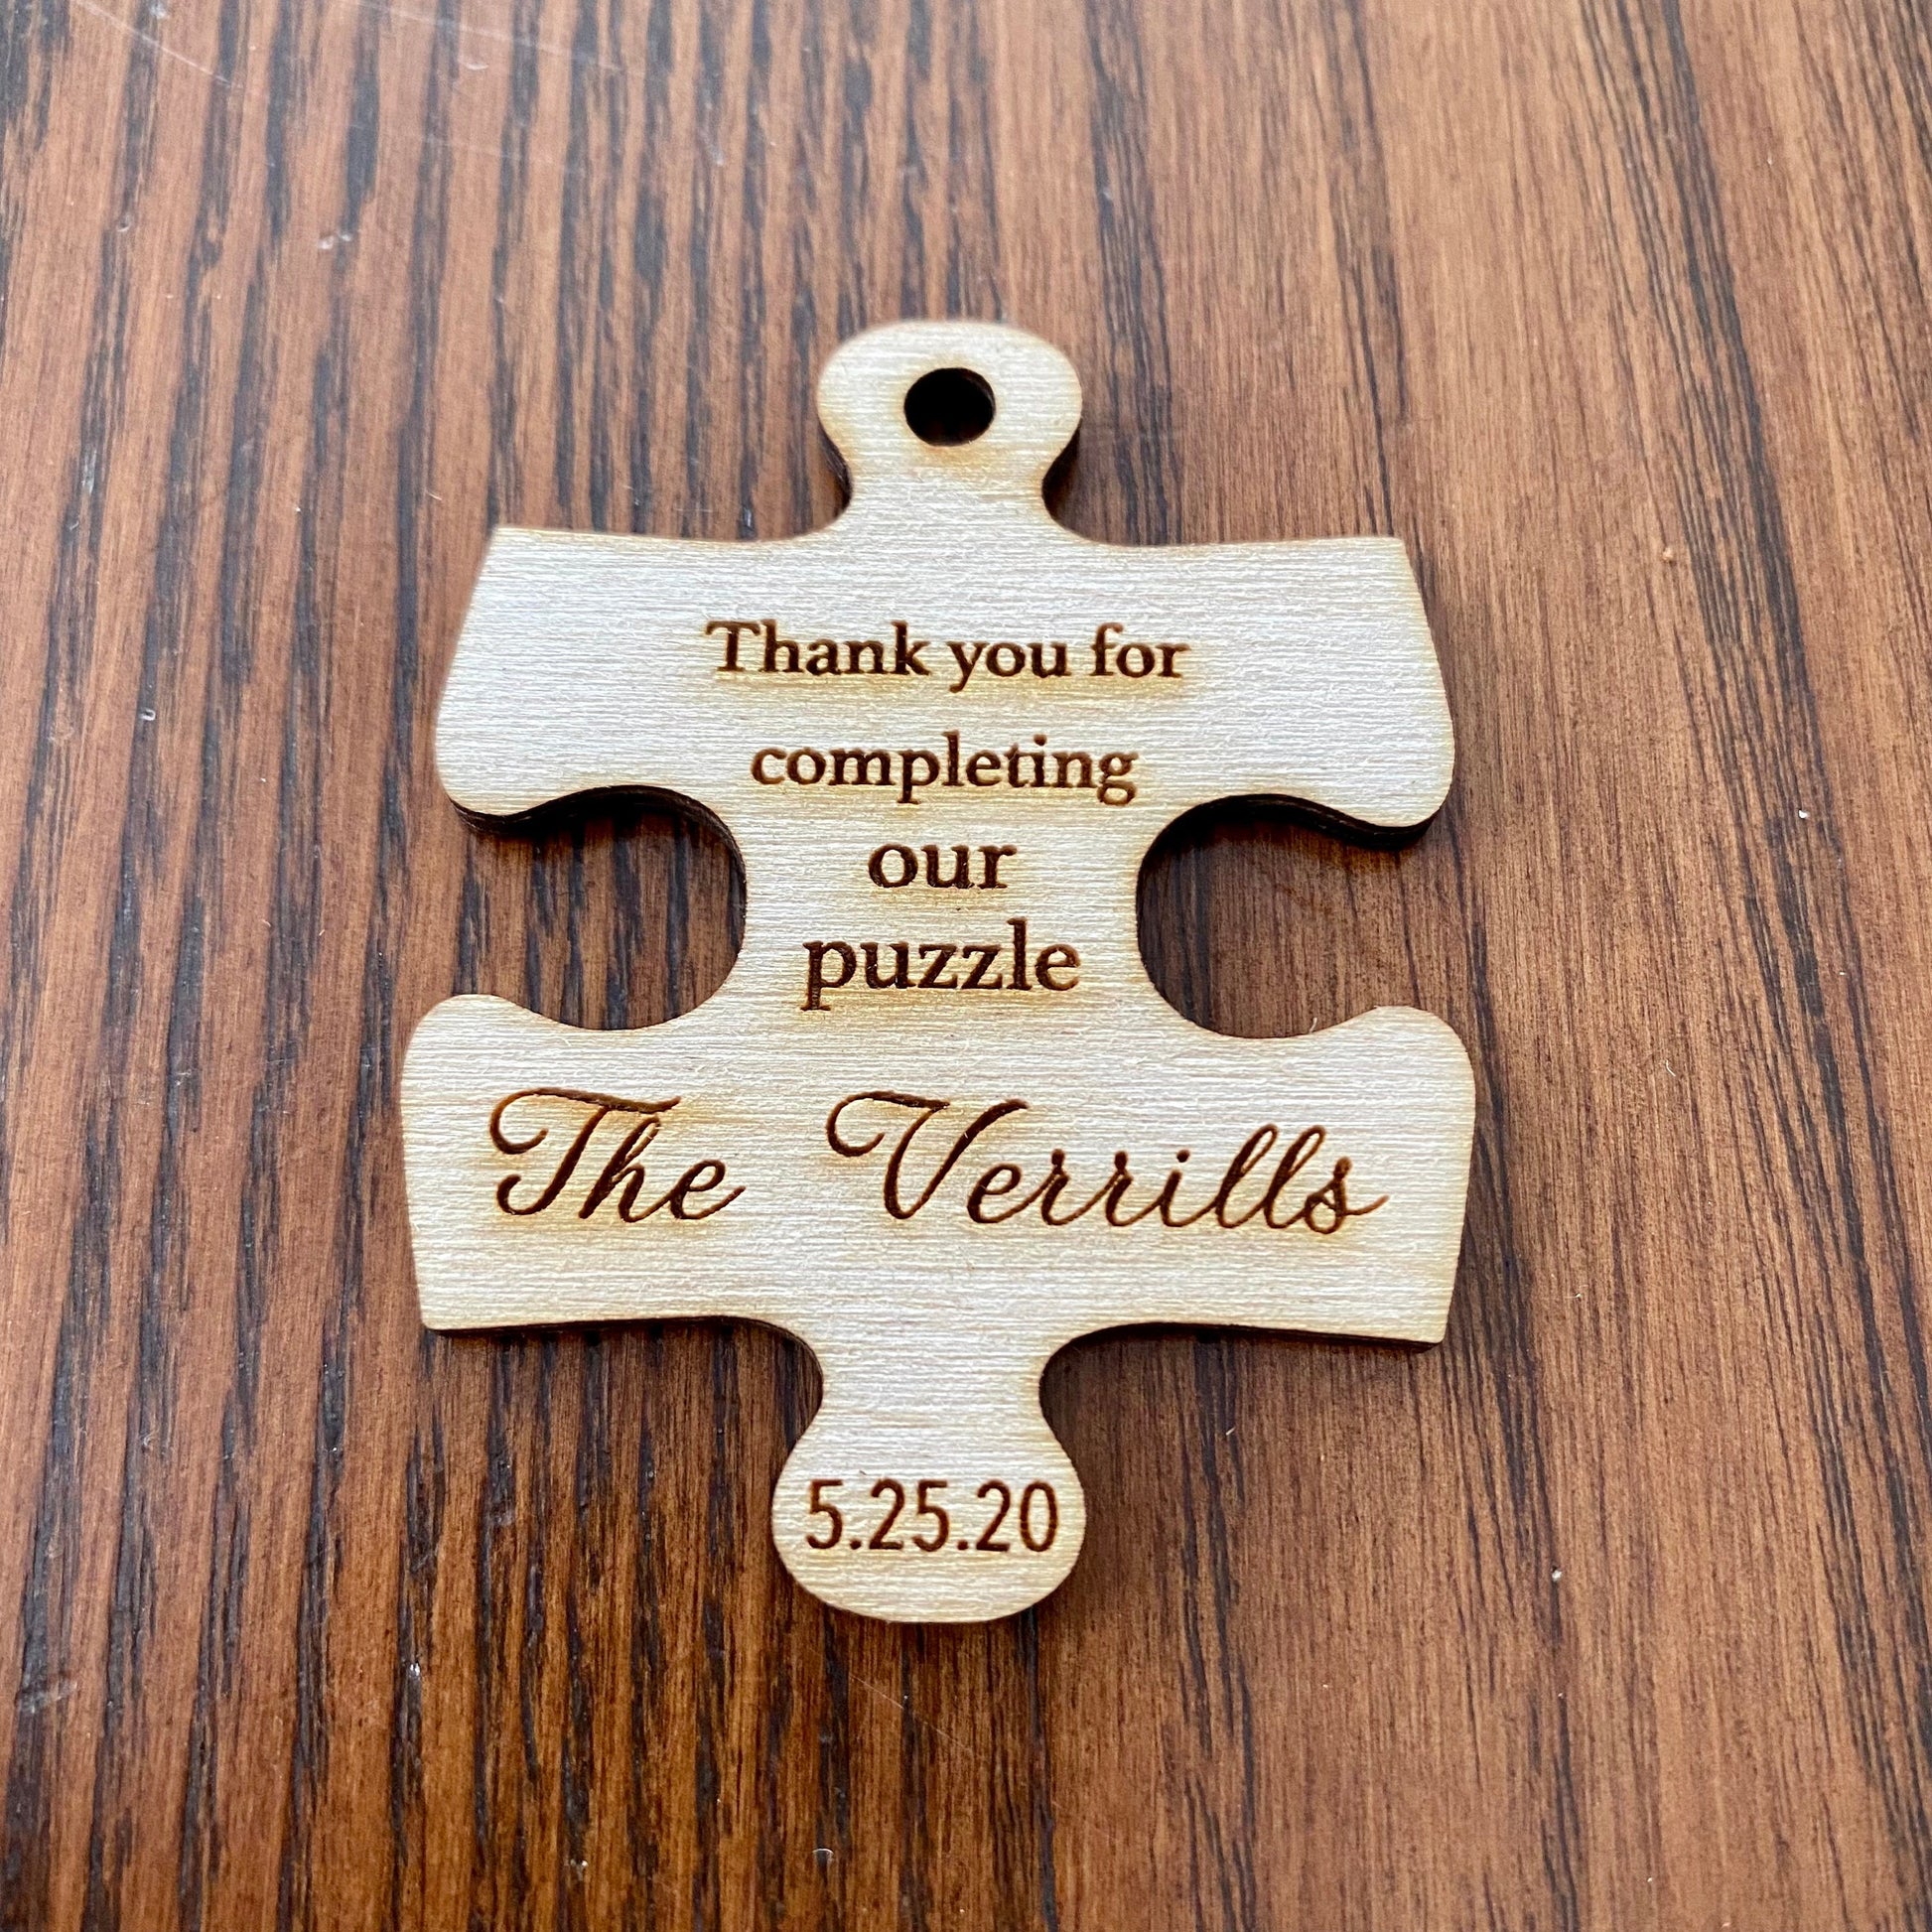 Thank you for
completing
our
puzzle
The Verrills
5.25.20